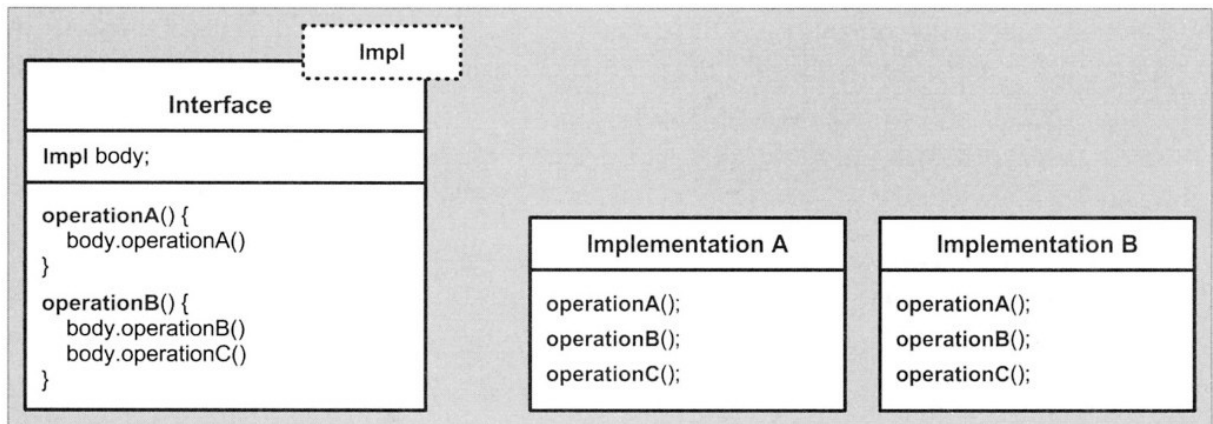 Impl
Interface
Impl body;
operationA() {
body.operationA()
}
operationB() {
body.operationB()
body.operationC()
}
Implementation A
operationA();
operationB();
operationC();
Implementation B
operationA();
operationB();
operationC();